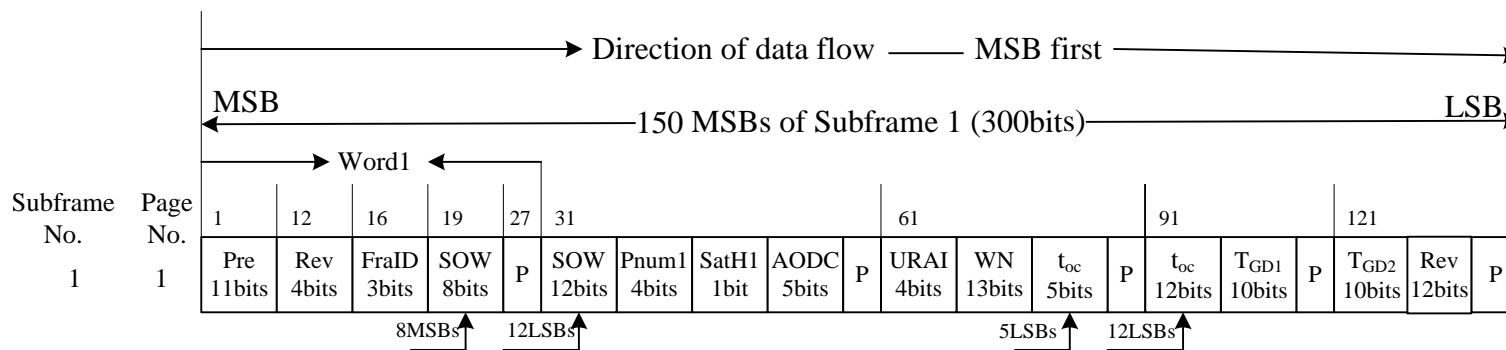 Direction of data flow — MSB first
MSB
LSB
150 MSBs of Subframe 1 (300bits)
Word1
Subframe No.
Page No.
1 12 16 19 27 31 61 91 121
1 1
Pre 11bits
Rev 4bits
FraID 3bits
SOW 8bits
P
SOW 12bits
Pnum1 4bits
SatH1 1bit
AODC 5bits
P
URAI 4bits
WN 13bits
toc 5bits
P
toc 12bits
TGD1 10bits
P
TGD2 10bits
Rev 12bits
P
8MSBs
12LSBs
5LSBs
12LSBs